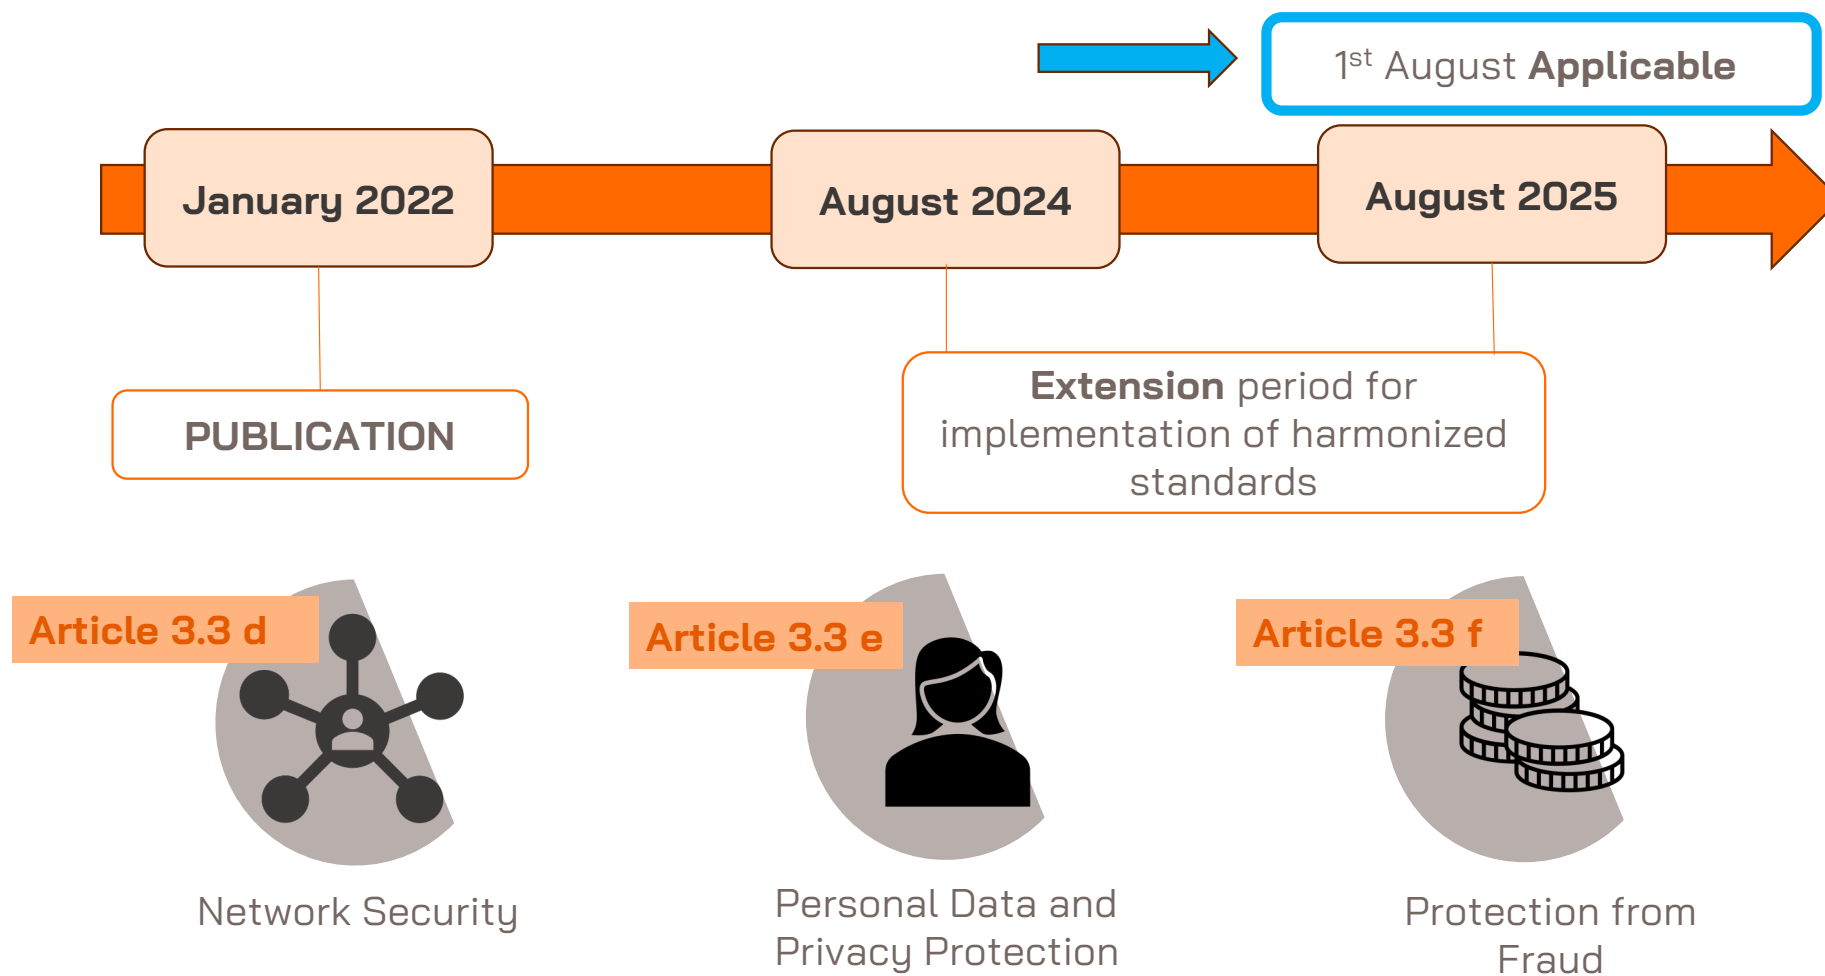 1st August Applicable
January 2022
August 2024
August 2025
PUBLICATION
Extension period for
implementation of harmonized
standards
Article 3.3 d
Article 3.3 e
Article 3.3 f
Network Security
Personal Data and
Privacy Protection
Protection from
Fraud